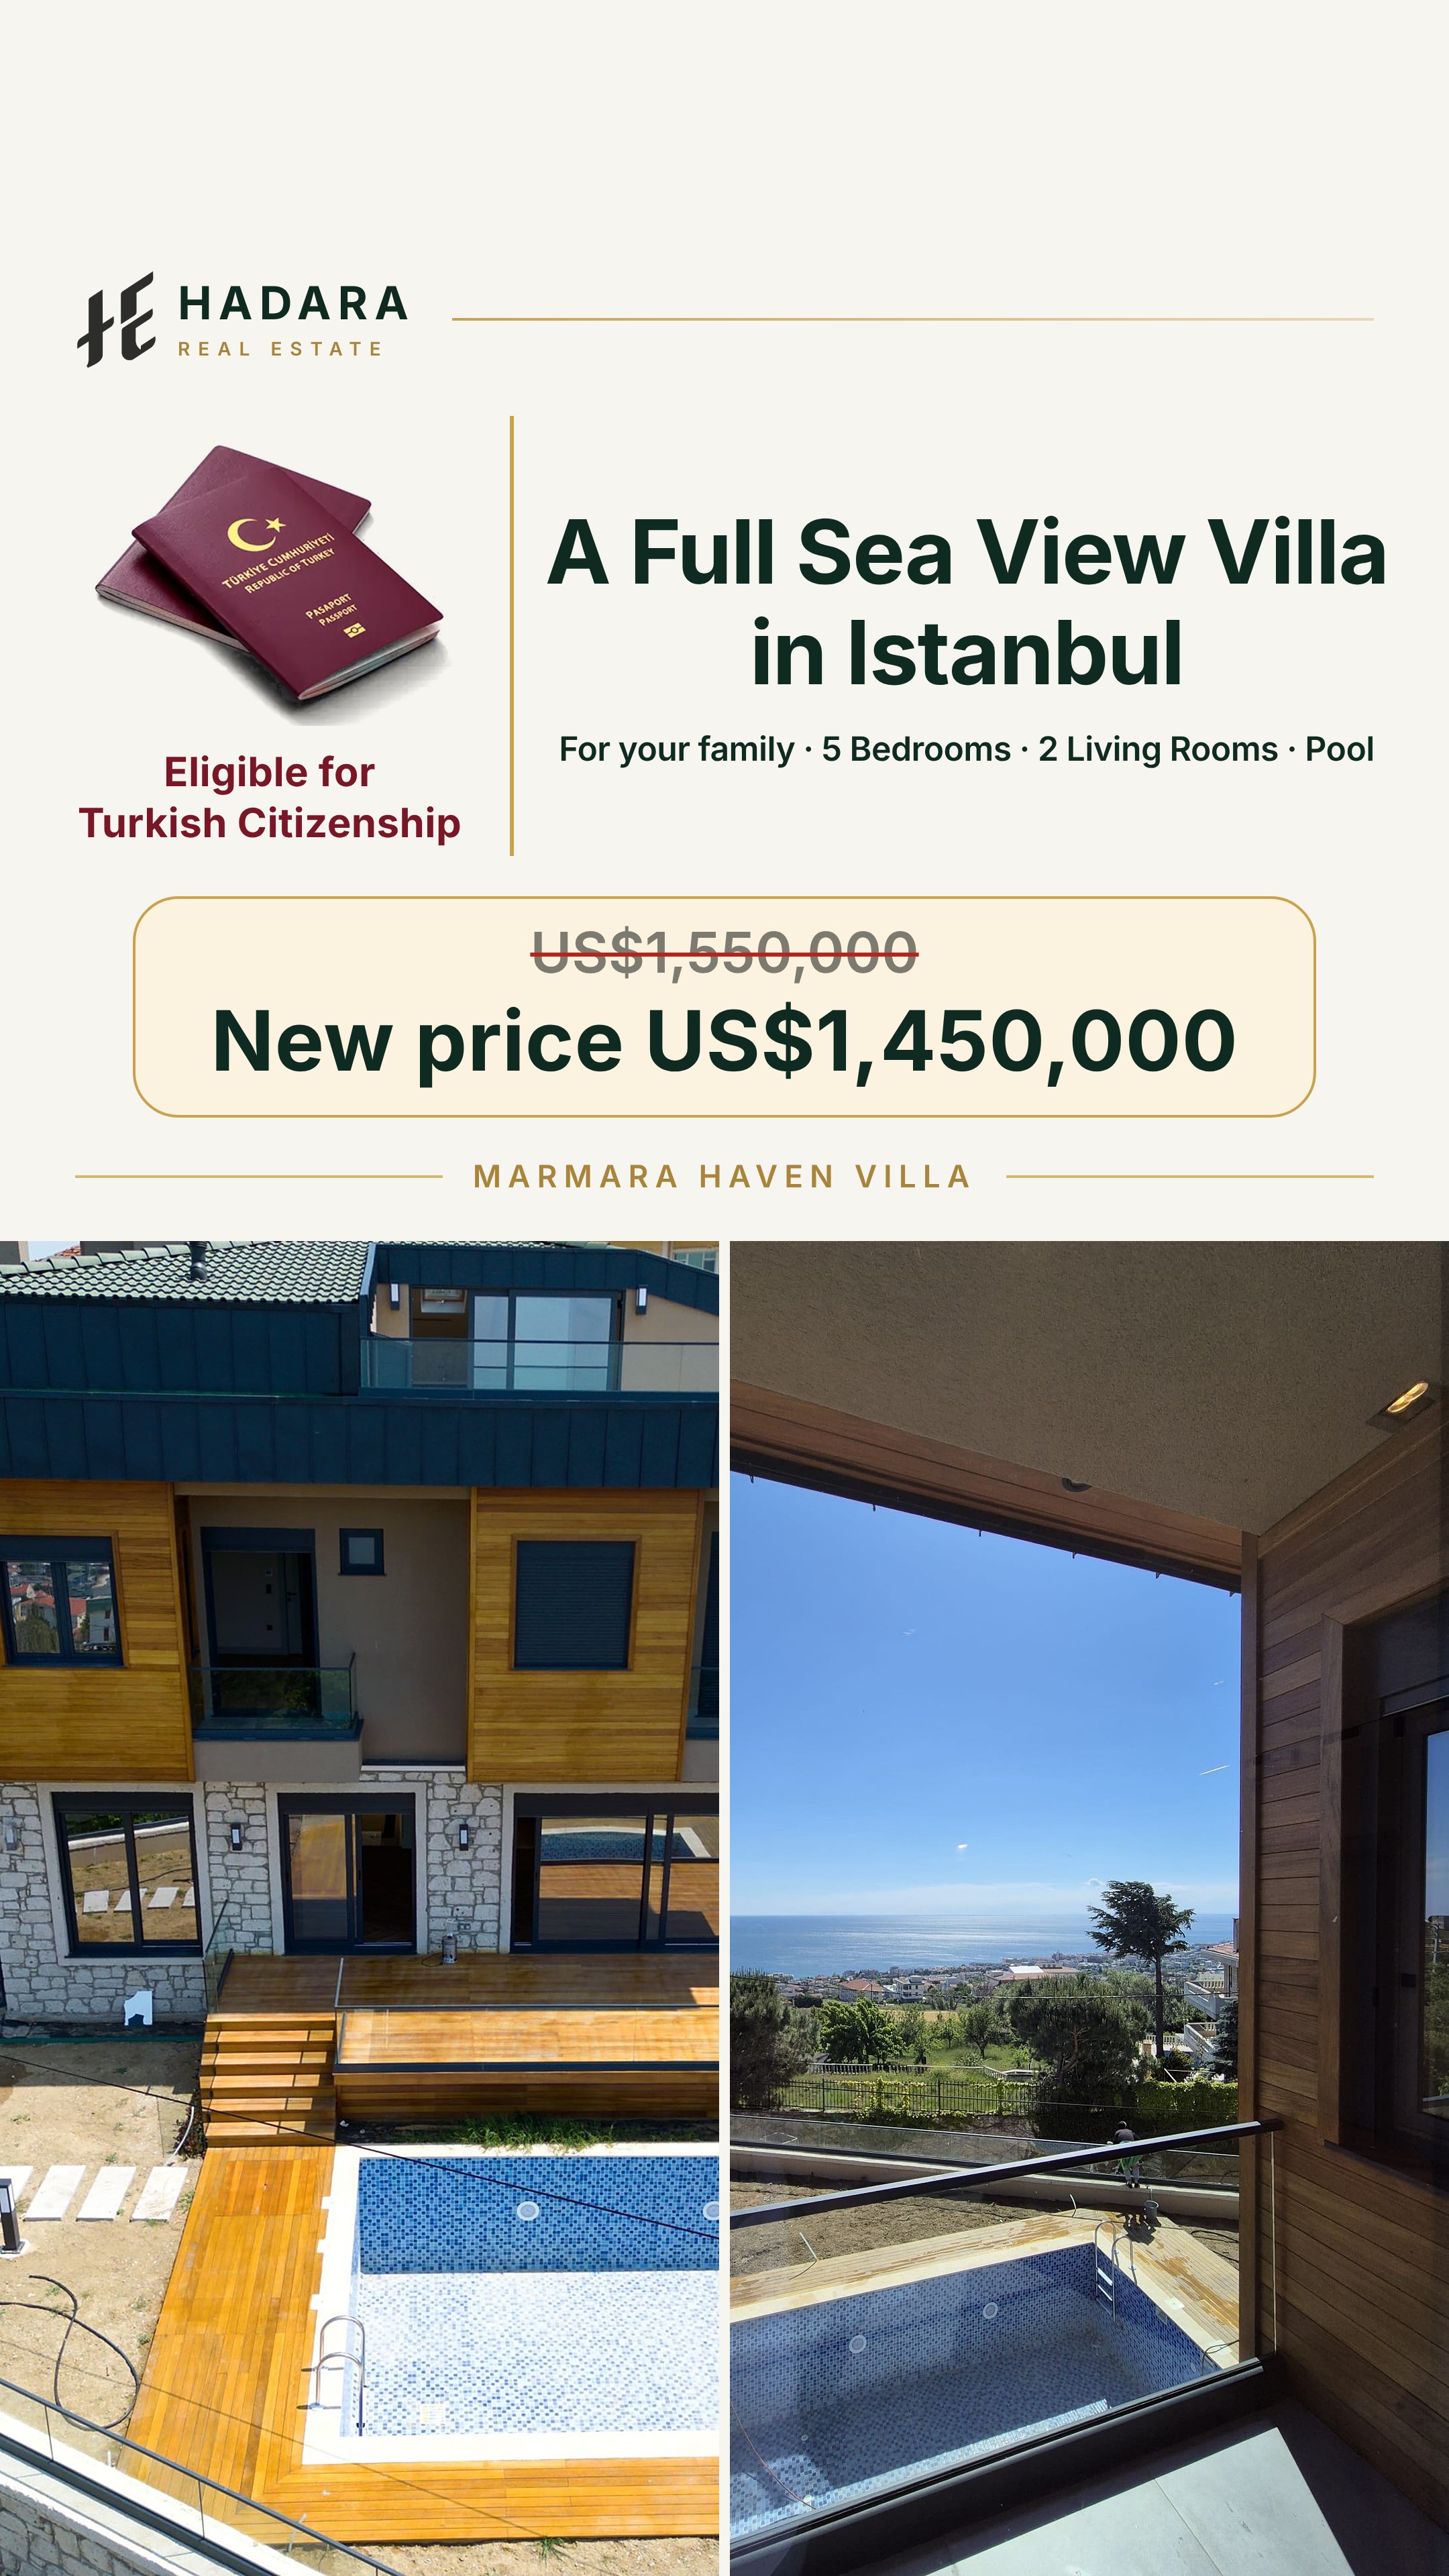 HADARA
REAL ESTATE
TÜRKİYE CUMHURİYETİ
REPUBLIC OF TURKEY
PASAPORT
PASSPORT
Eligible for
Turkish Citizenship
A Full Sea View Villa
in Istanbul
For your family · 5 Bedrooms · 2 Living Rooms · Pool
US$1,550,000
New price US$1,450,000
MARMARA HAVEN VILLA